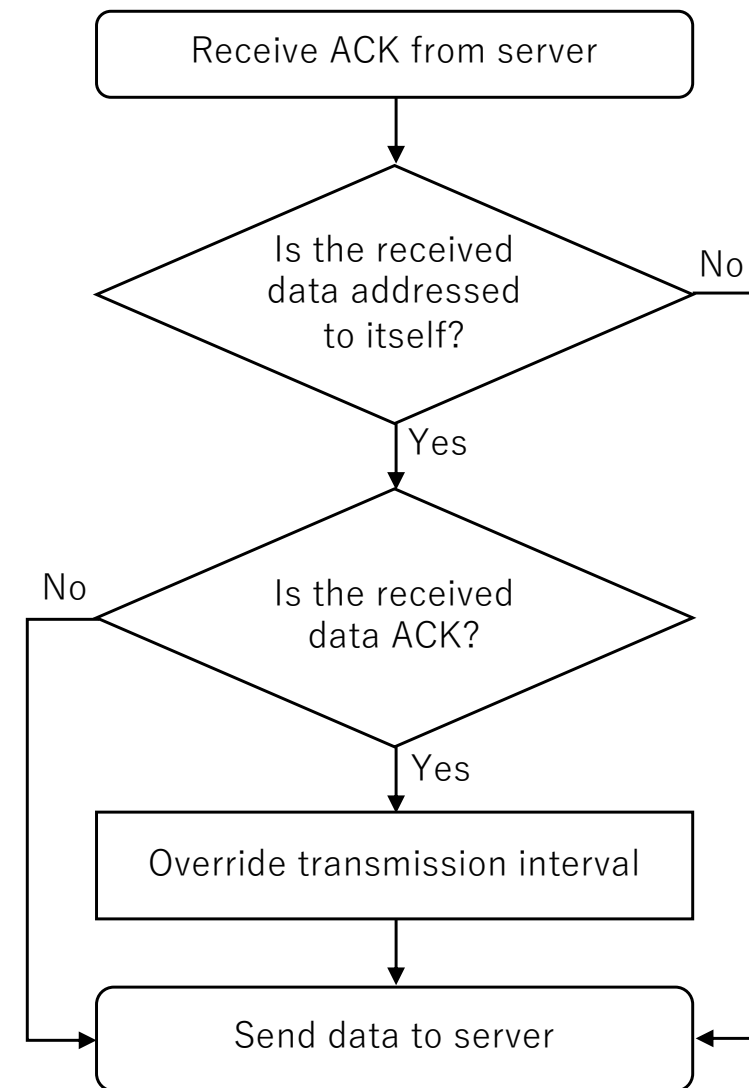 Receive ACK from server
Is the received
data addressed
to itself?
No
Yes
Is the received
data ACK?
No
Yes
Override transmission interval
Send data to server